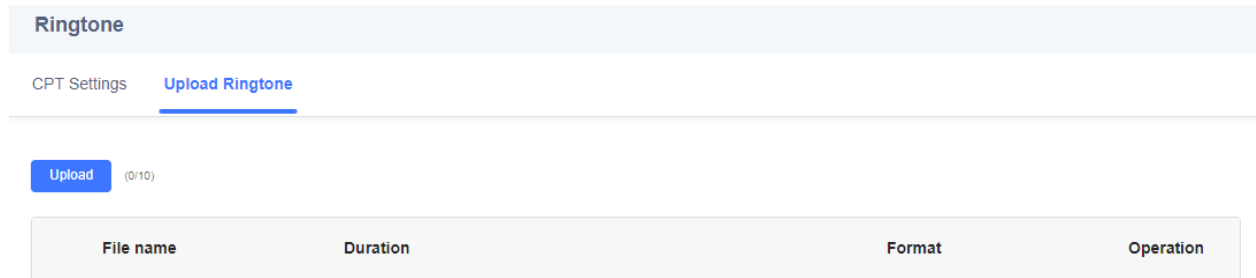 Ringtone
CPT Settings Upload Ringtone
Upload (0/10)
File name Duration Format Operation